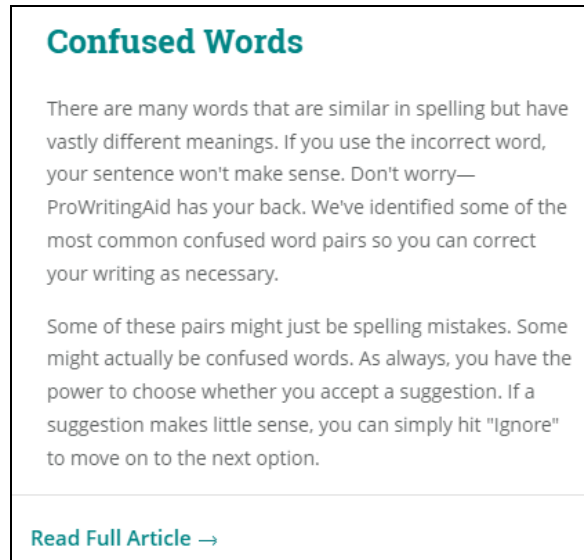 Confused Words
There are many words that are similar in spelling but have
vastly different meanings. If you use the incorrect word,
your sentence won't make sense. Don't worry—
ProWritingAid has your back. We've identified some of the
most common confused word pairs so you can correct
your writing as necessary.
Some of these pairs might just be spelling mistakes. Some
might actually be confused words. As always, you have the
power to choose whether you accept a suggestion. If a
suggestion makes little sense, you can simply hit "Ignore"
to move on to the next option.
Read Full Article →